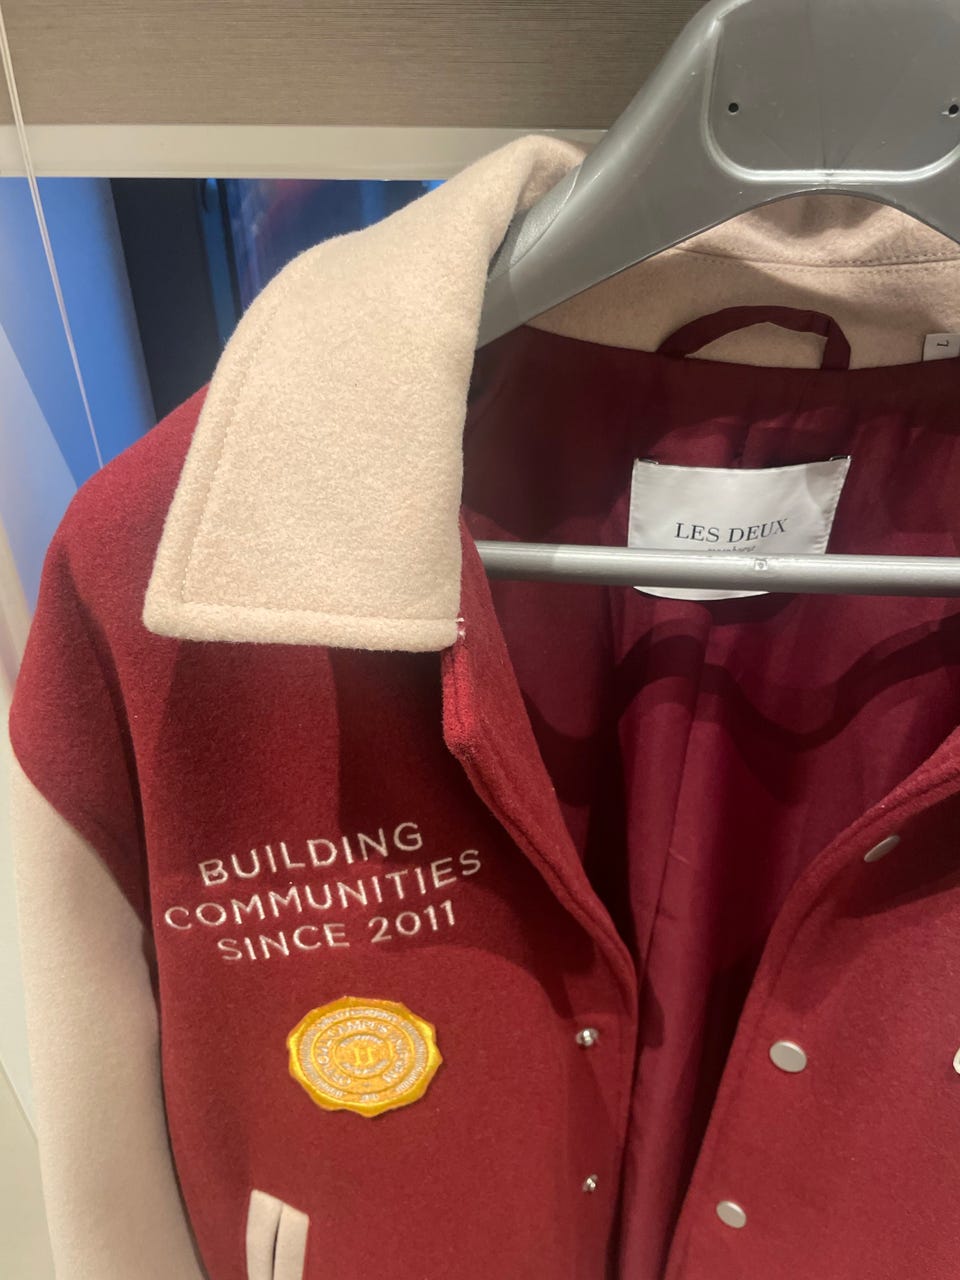 L
LES DEUX
BUILDING
COMMUNITIES
SINCE 2011